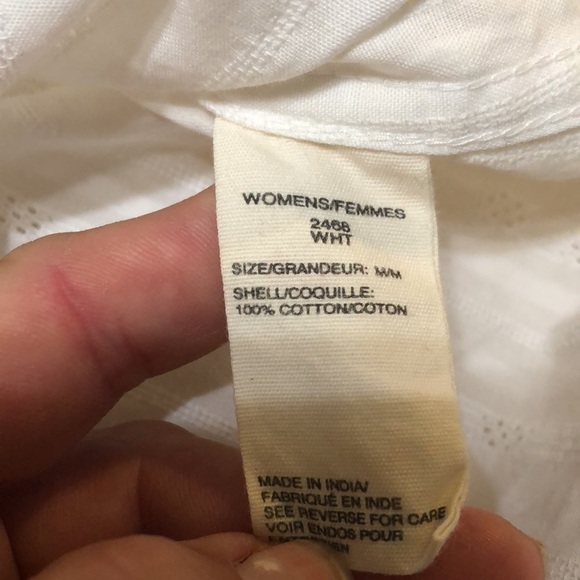 WOMENS/FEMMES
2468
WHT
SIZE/GRANDEUR: M/M
SHELL/COQUILLE:
100% COTTON/COTON
MADE IN INDIA/
FABRIQUÉ EN INDE
SEE REVERSE FOR CARE
VOIR ENDOS POUR